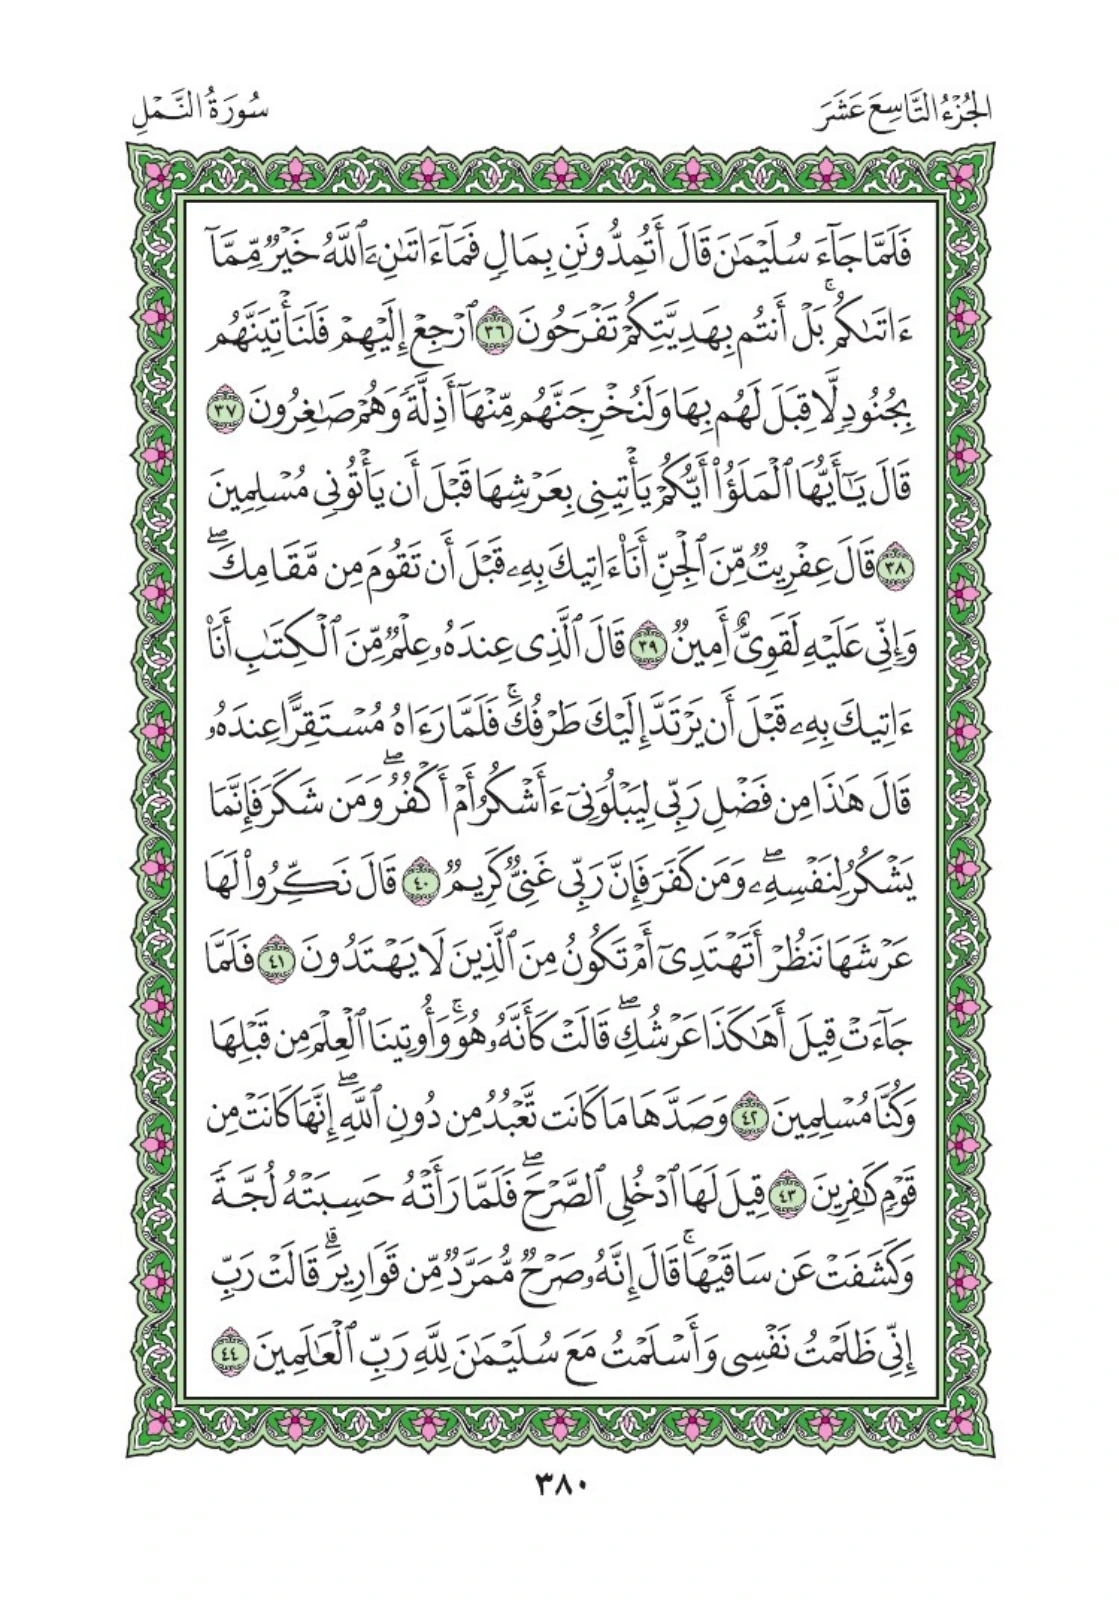 الجُزْءُ التَّاسِعَ عَشَرَ
سُورَةُ النَّمْلِ
فَلَمَّا جَآءَ سُلَيْمَٰنَ قَالَ أَتُمِدُّونَنِ بِمَالٍ فَمَآ ءَاتَىٰنِۦَ ٱللَّهُ خَيْرٌ مِّمَّآ
ءَاتَىٰكُمۚ بَلْ أَنتُم بِهَدِيَّتِكُمْ تَفْرَحُونَ ٣٦ ٱرْجِعْ إِلَيْهِمْ فَلَنَأْتِيَنَّهُم
بِجُنُودٍ لَّا قِبَلَ لَهُم بِهَا وَلَنُخْرِجَنَّهُم مِّنْهَآ أَذِلَّةً وَهُمْ صَٰغِرُونَ ٣٧
قَالَ يَٰٓأَيُّهَا ٱلْمَلَؤُا۟ أَيُّكُمْ يَأْتِينِى بِعَرْشِهَا قَبْلَ أَن يَأْتُونِى مُسْلِمِينَ
٣٨ قَالَ عِفْرِيتٌ مِّنَ ٱلْجِنِّ أَنَا۠ ءَاتِيكَ بِهِۦ قَبْلَ أَن تَقُومَ مِن مَّقَامِكَۖ
وَإِنِّى عَلَيْهِ لَقَوِىٌّ أَمِينٌ ٣٩ قَالَ ٱلَّذِى عِندَهُۥ عِلْمٌ مِّنَ ٱلْكِتَٰبِ أَنَا۠
ءَاتِيكَ بِهِۦ قَبْلَ أَن يَرْتَدَّ إِلَيْكَ طَرْفُكَۚ فَلَمَّا رَءَاهُ مُسْتَقِرًّا عِندَهُۥ
قَالَ هَٰذَا مِن فَضْلِ رَبِّى لِيَبْلُوَنِىٓ ءَأَشْكُرُ أَمْ أَكْفُرُۖ وَمَن شَكَرَ فَإِنَّمَا
يَشْكُرُ لِنَفْسِهِۦۖ وَمَن كَفَرَ فَإِنَّ رَبِّى غَنِىٌّ كَرِيمٌ ٤٠ قَالَ نَكِّرُوا۟ لَهَا
عَرْشَهَا نَنظُرْ أَتَهْتَدِىٓ أَمْ تَكُونُ مِنَ ٱلَّذِينَ لَا يَهْتَدُونَ ٤١ فَلَمَّا
جَآءَتْ قِيلَ أَهَٰكَذَا عَرْشُكِۖ قَالَتْ كَأَنَّهُۥ هُوَۚ وَأُوتِينَا ٱلْعِلْمَ مِن قَبْلِهَا
وَكُنَّا مُسْلِمِينَ ٤٢ وَصَدَّهَا مَا كَانَت تَّعْبُدُ مِن دُونِ ٱللَّهِۖ إِنَّهَا كَانَتْ مِن
قَوْمٍ كَٰفِرِينَ ٤٣ قِيلَ لَهَا ٱدْخُلِى ٱلصَّرْحَۖ فَلَمَّا رَأَتْهُ حَسِبَتْهُ لُجَّةً
وَكَشَفَتْ عَن سَاقَيْهَاۚ قَالَ إِنَّهُۥ صَرْحٌ مُّمَرَّدٌ مِّن قَوَارِيرَۗ قَالَتْ رَبِّ
إِنِّى ظَلَمْتُ نَفْسِى وَأَسْلَمْتُ مَعَ سُلَيْمَٰنَ لِلَّهِ رَبِّ ٱلْعَٰلَمِينَ ٤٤
٣٨٠